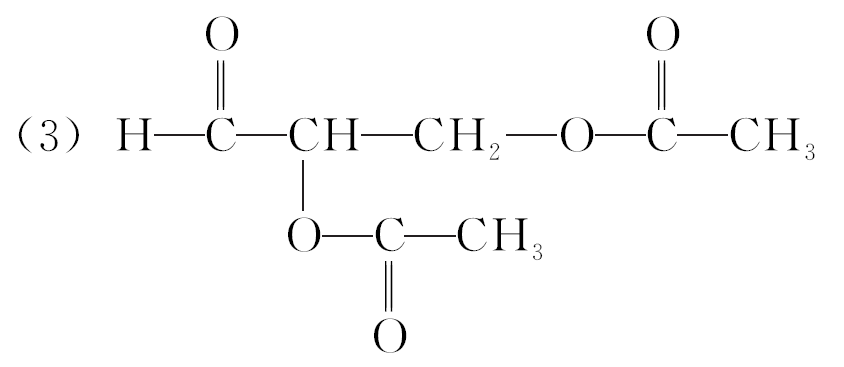 O O
(3) H—C—CH—CH₂—O—C—CH₃
O—C—CH₃
O